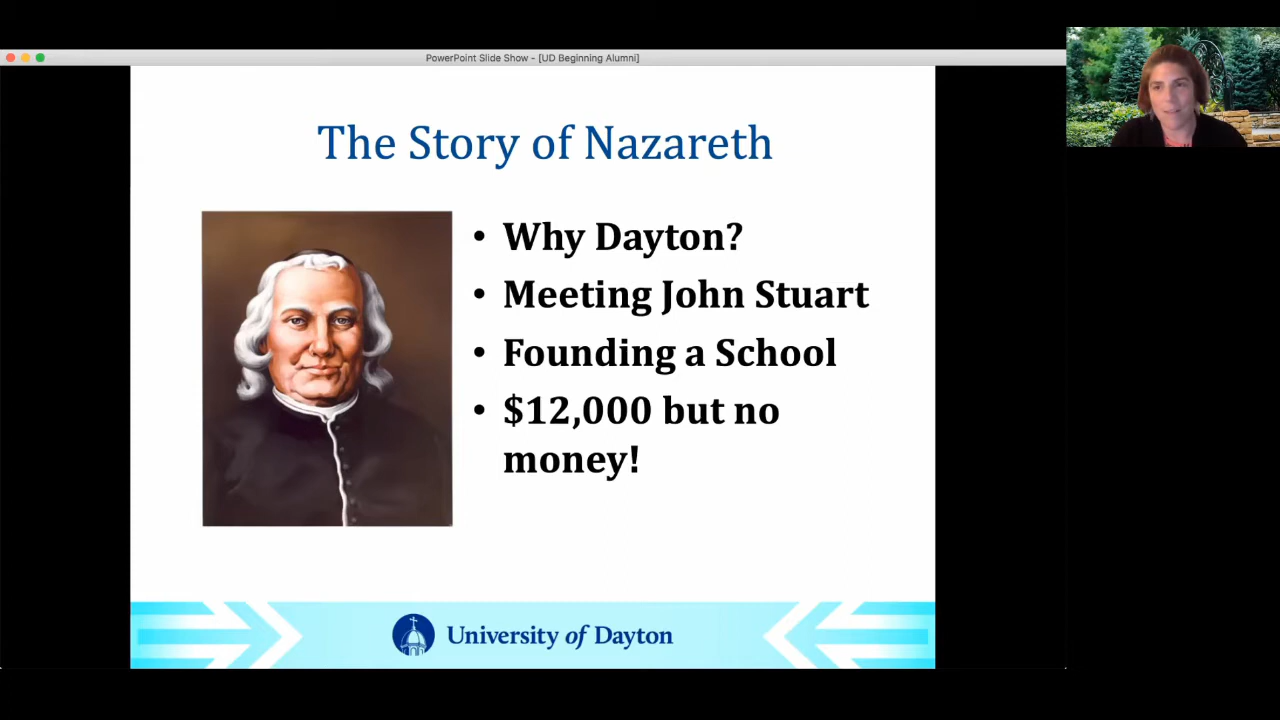 PowerPoint Slide Show - [UD Beginning Alumni]
The Story of Nazareth
• Why Dayton?
• Meeting John Stuart
• Founding a School
• $12,000 but no
money!
University of Dayton